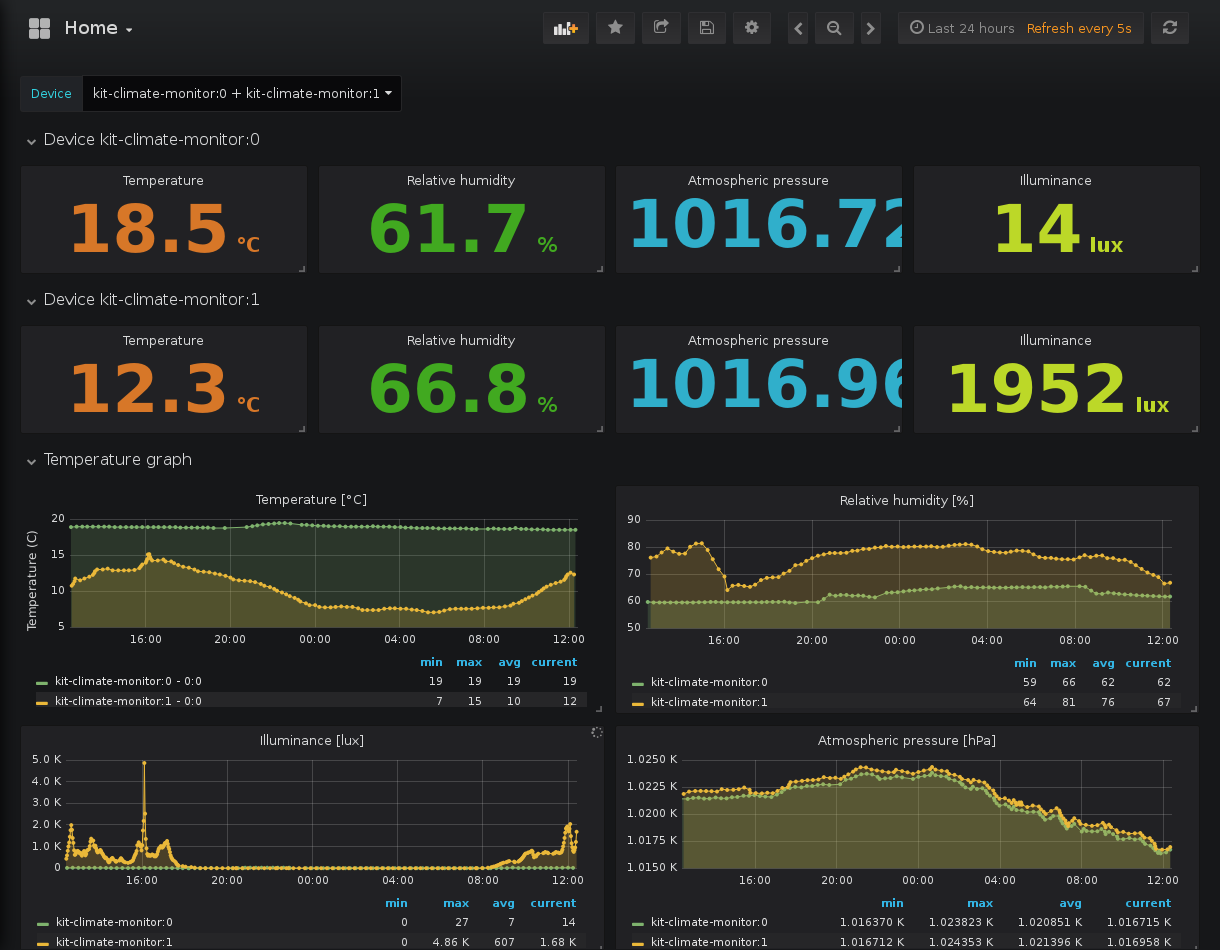 Home
Last 24 hours Refresh every 5s
Device kit-climate-monitor:0 + kit-climate-monitor:1
Device kit-climate-monitor:0
Temperature Relative humidity Atmospheric pressure Illuminance
18.5 °C 61.7 % 1016.72 14 lux
Device kit-climate-monitor:1
Temperature Relative humidity Atmospheric pressure Illuminance
12.3 °C 66.8 % 1016.96 1952 lux
Temperature graph
Temperature [°C]
Temperature (C)
20
15
10
5
16:00 20:00 00:00 04:00 08:00 12:00
min max avg current
kit-climate-monitor:0 - 0:0 19 19 19 19
kit-climate-monitor:1 - 0:0 7 15 10 12
Relative humidity [%]
90
80
70
60
50
16:00 20:00 00:00 04:00 08:00 12:00
min max avg current
kit-climate-monitor:0 59 66 62 62
kit-climate-monitor:1 64 81 76 67
Illuminance [lux]
5.0 K
4.0 K
3.0 K
2.0 K
1.0 K
0
16:00 20:00 00:00 04:00 08:00 12:00
min max avg current
kit-climate-monitor:0 0 27 7 14
kit-climate-monitor:1 0 4.86 K 607 1.68 K
Atmospheric pressure [hPa]
1.0250 K
1.0225 K
1.0200 K
1.0175 K
1.0150 K
16:00 20:00 00:00 04:00 08:00 12:00
min max avg current
kit-climate-monitor:0 1.016370 K 1.023823 K 1.020851 K 1.016715 K
kit-climate-monitor:1 1.016712 K 1.024353 K 1.021396 K 1.016958 K